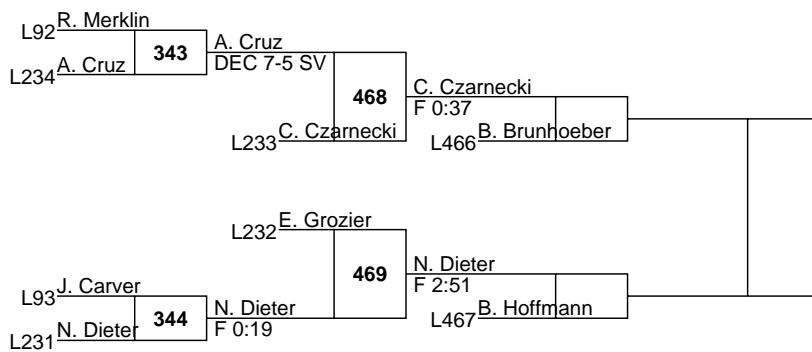 L92 R. Merklin
343
L234 A. Cruz
A. Cruz
DEC 7-5 SV
468
L233 C. Czarnecki
C. Czarnecki
F 0:37
L466 B. Brunhoeber
L232 E. Grozier
469
L93 J. Carver
344
L231 N. Dieter
N. Dieter
F 0:19
N. Dieter
F 2:51
L467 B. Hoffmann